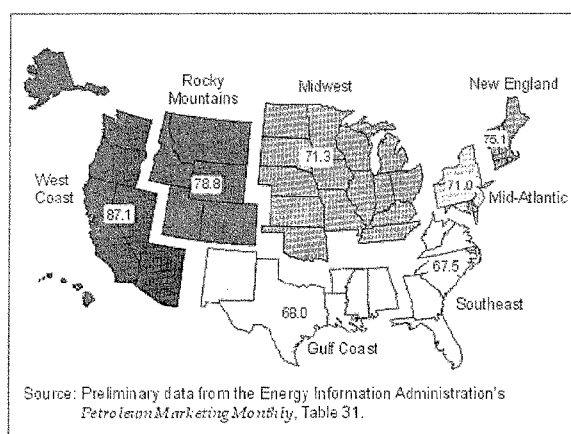 Rocky
Mountains
Midwest
New England
75.1
71.3
West
Coast
78.8
71.0
Mid-Atlantic
87.1
67.5
Southeast
68.0
Gulf Coast
Source: Preliminary data from the Energy Information Administration's
Petroleum Marketing Monthly, Table 31.